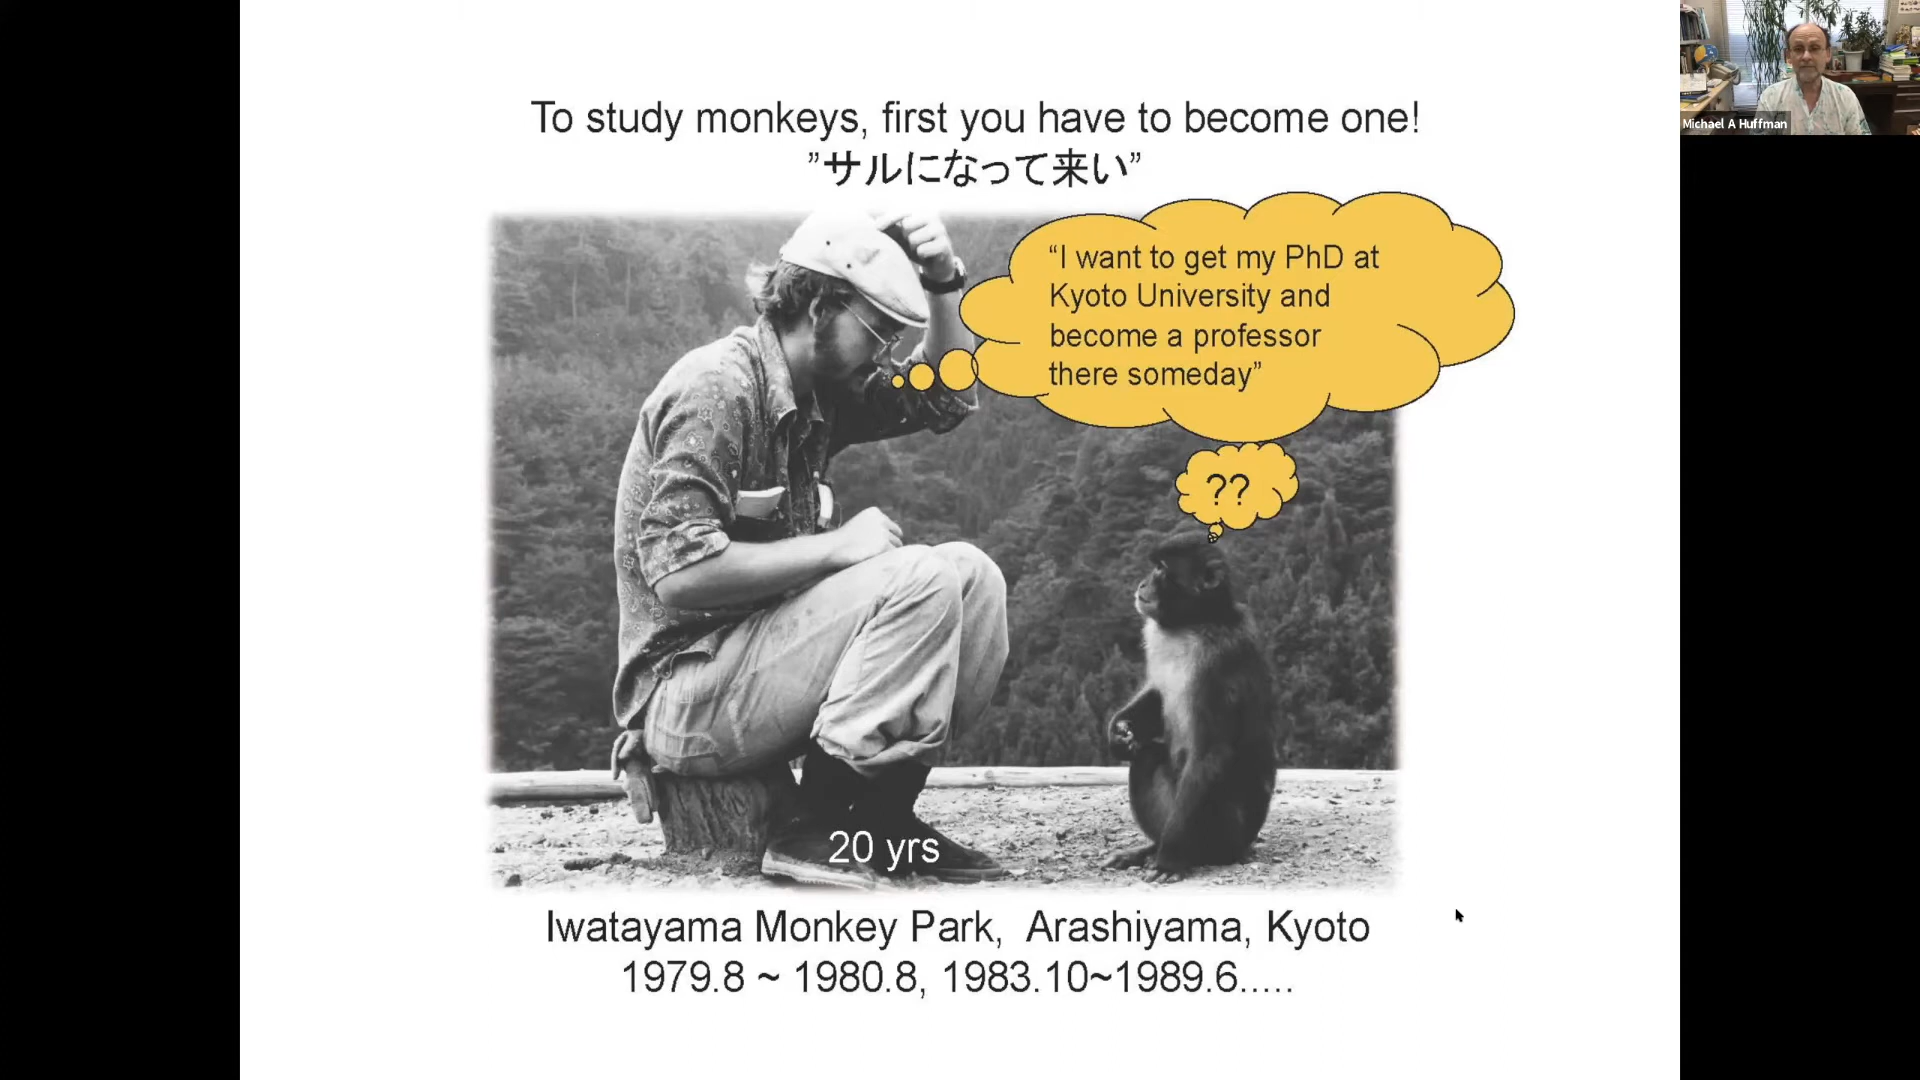 To study monkeys, first you have to become one!
”サルになって来い”
“I want to get my PhD at
Kyoto University and
become a professor
there someday”
??
20 yrs
Iwatayama Monkey Park, Arashiyama, Kyoto
1979.8 ~ 1980.8, 1983.10~1989.6.....
Michael A Huffman